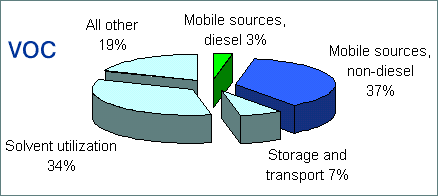 VOC
All other
19%
Mobile sources,
diesel 3%
Mobile sources,
non-diesel
37%
Solvent utilization
34%
Storage and
transport 7%